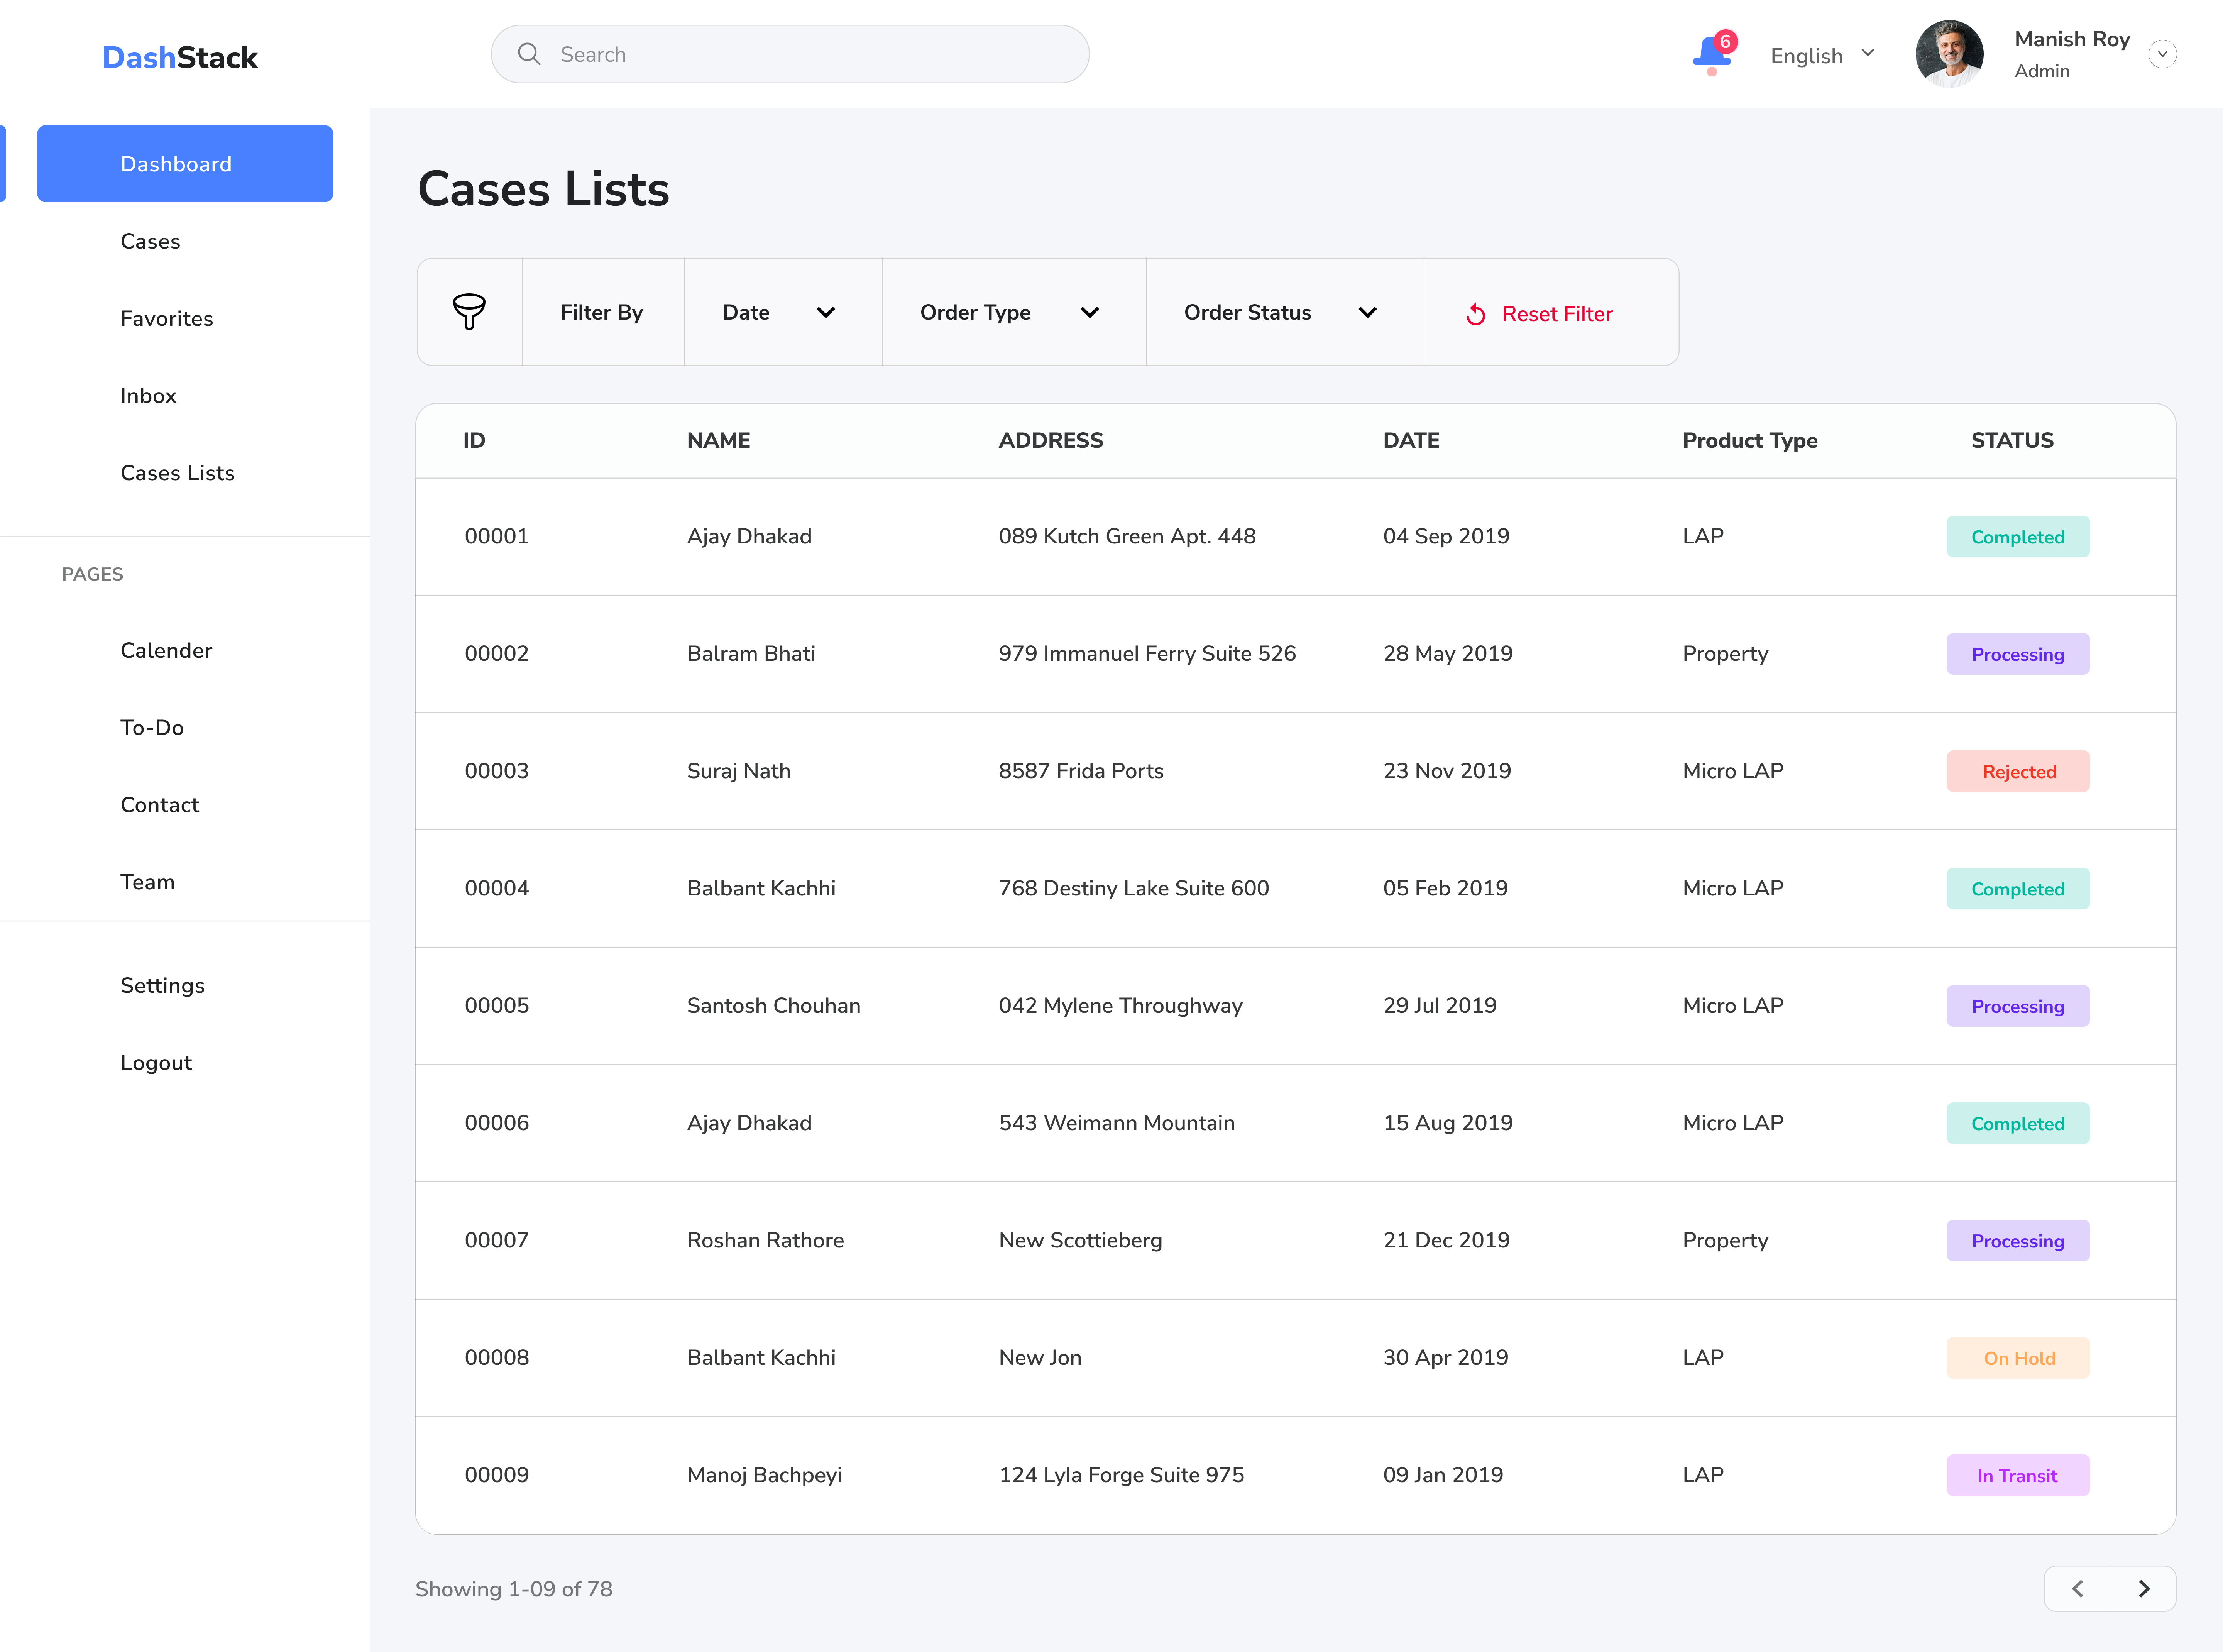 DashStack
Search
6
English
Manish Roy
Admin
Dashboard
Cases
Favorites
Inbox
Cases Lists
PAGES
Calender
To-Do
Contact
Team
Settings
Logout
Cases Lists
Filter By Date Order Type Order Status Reset Filter
ID NAME ADDRESS DATE Product Type STATUS
00001 Ajay Dhakad 089 Kutch Green Apt. 448 04 Sep 2019 LAP Completed
00002 Balram Bhati 979 Immanuel Ferry Suite 526 28 May 2019 Property Processing
00003 Suraj Nath 8587 Frida Ports 23 Nov 2019 Micro LAP Rejected
00004 Balbant Kachhi 768 Destiny Lake Suite 600 05 Feb 2019 Micro LAP Completed
00005 Santosh Chouhan 042 Mylene Throughway 29 Jul 2019 Micro LAP Processing
00006 Ajay Dhakad 543 Weimann Mountain 15 Aug 2019 Micro LAP Completed
00007 Roshan Rathore New Scottieberg 21 Dec 2019 Property Processing
00008 Balbant Kachhi New Jon 30 Apr 2019 LAP On Hold
00009 Manoj Bachpeyi 124 Lyla Forge Suite 975 09 Jan 2019 LAP In Transit
Showing 1-09 of 78